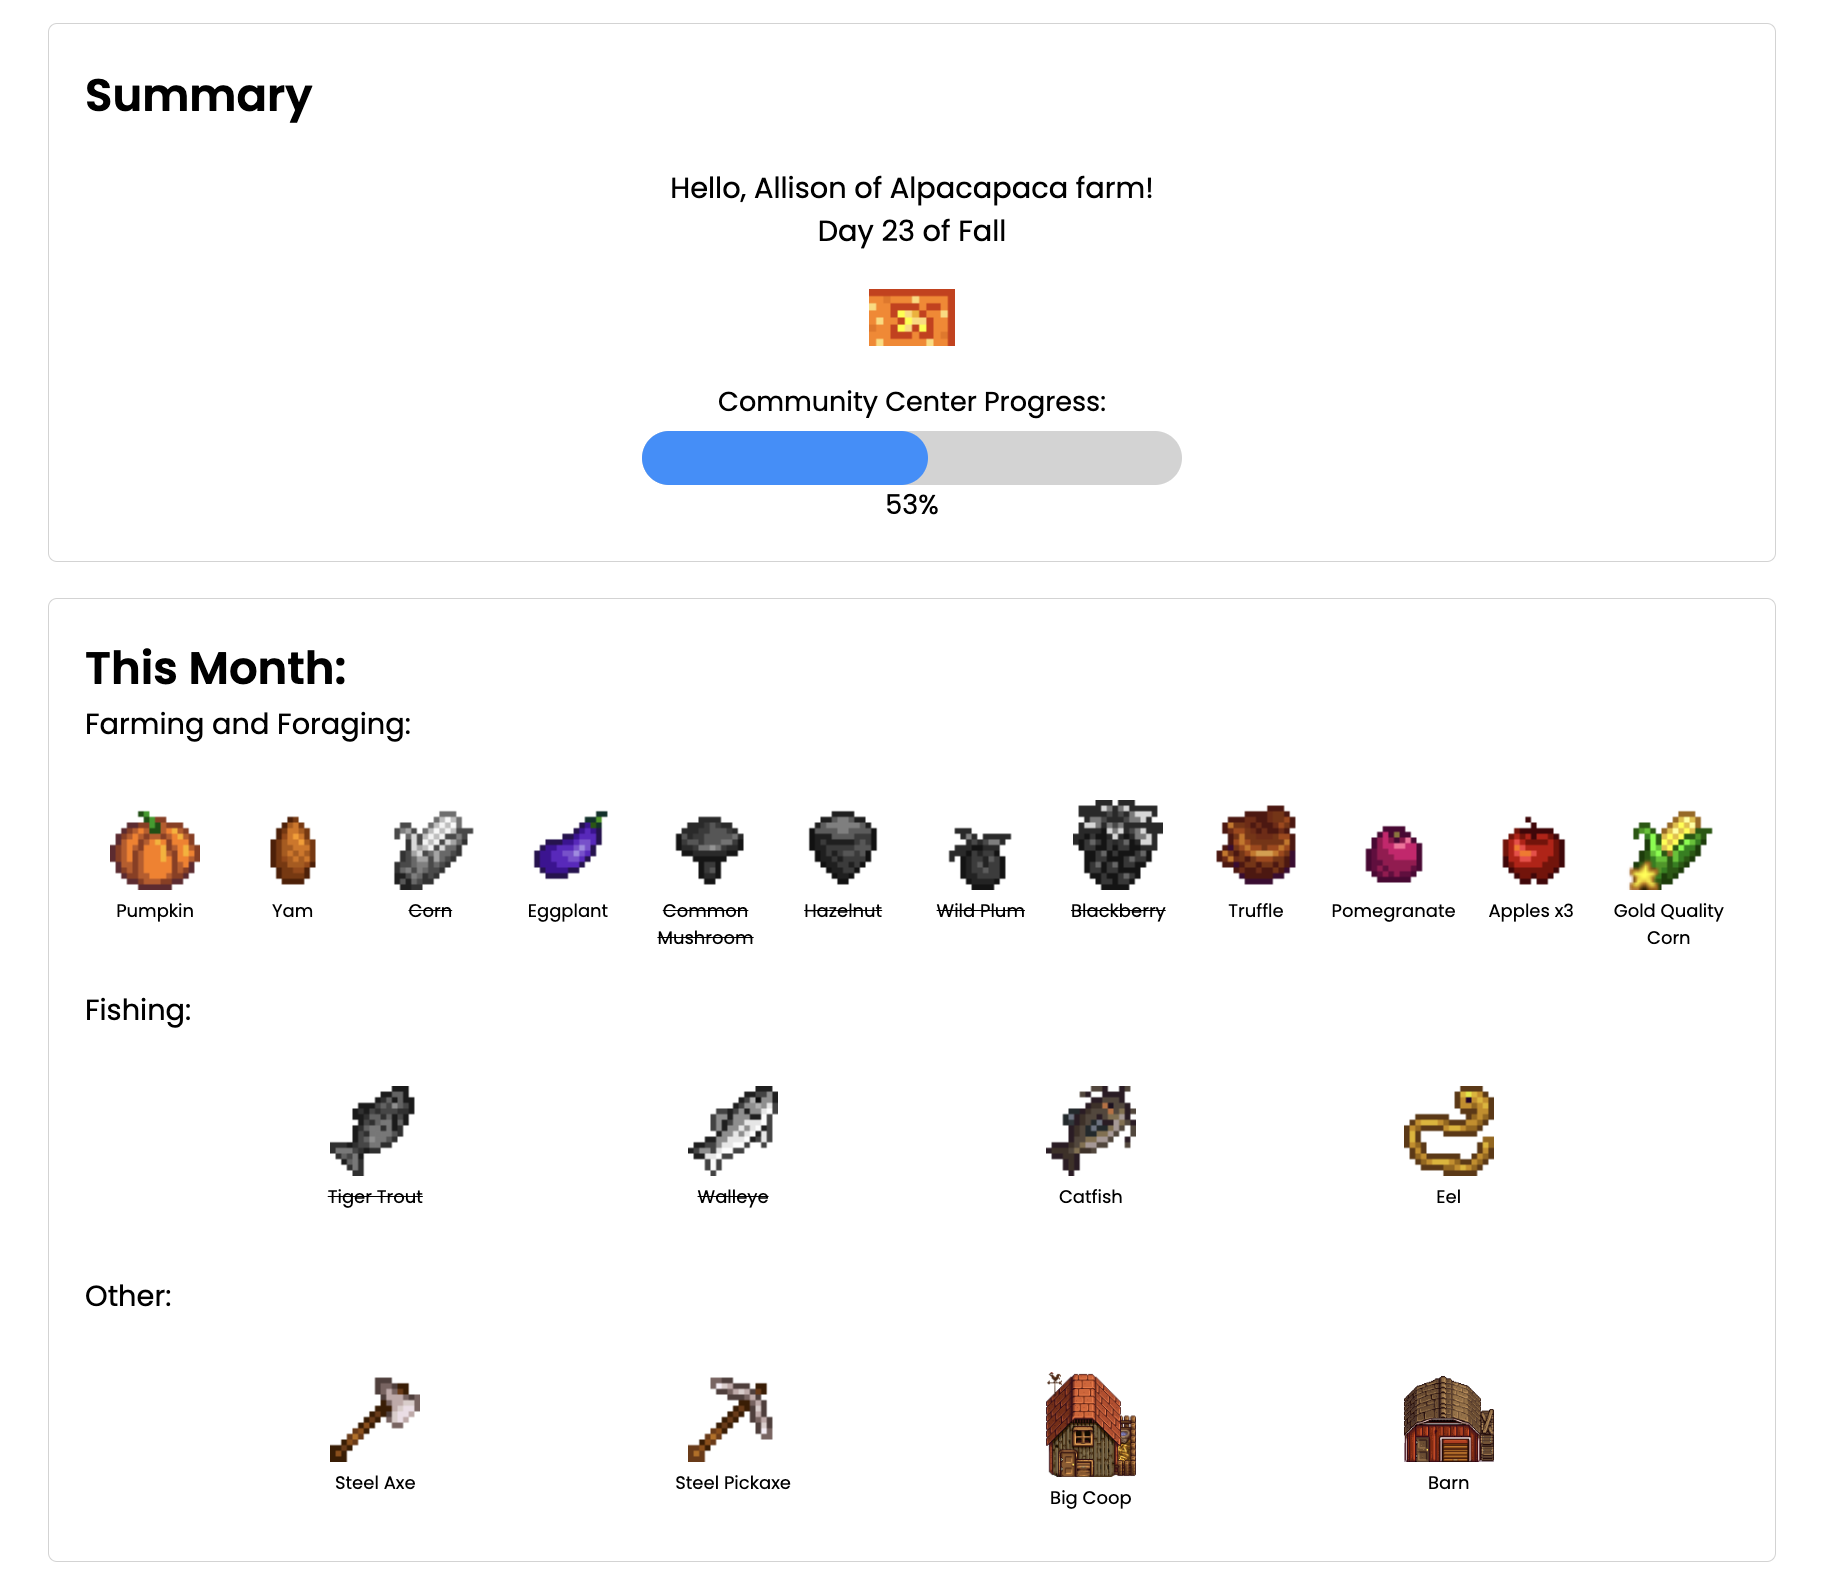 Summary
Hello, Allison of Alpacapaca farm!
Day 23 of Fall
Community Center Progress:
53%
This Month:
Farming and Foraging:
Pumpkin
Yam
Corn
Eggplant
Common
Mushroom
Hazelnut
Wild Plum
Blackberry
Truffle
Pomegranate
Apples x3
Gold Quality
Corn
Fishing:
Tiger Trout
Walleye
Catfish
Eel
Other:
Steel Axe
Steel Pickaxe
Big Coop
Barn